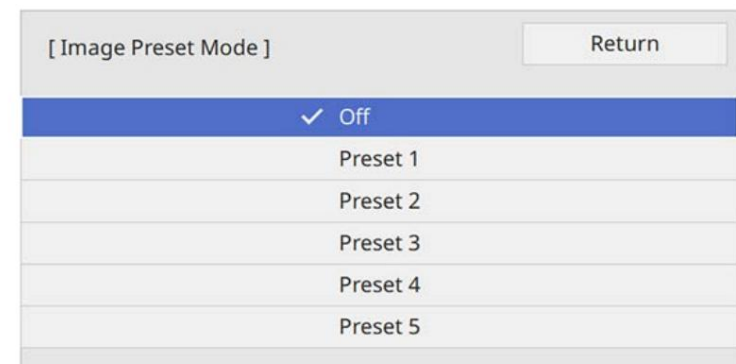 [ Image Preset Mode ]
Return
Off
Preset 1
Preset 2
Preset 3
Preset 4
Preset 5